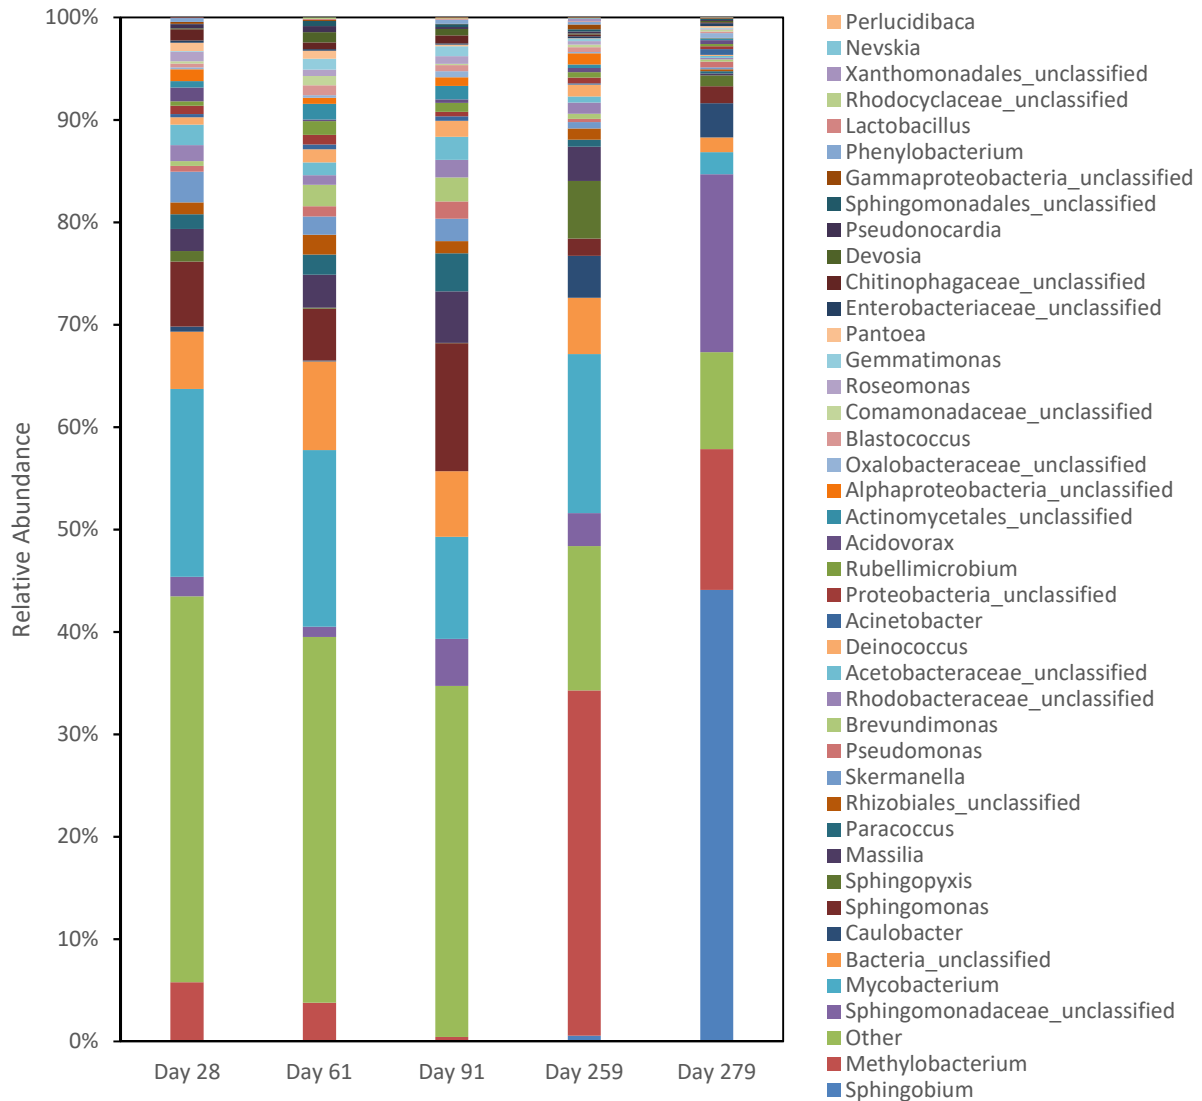 100%
90%
80%
70%
60%
50%
40%
30%
20%
10%
0%
Relative Abundance
Day 28
Day 61
Day 91
Day 259
Day 279
Perlucidibaca
Nevskia
Xanthomonadales_unclassified
Rhodocyclaceae_unclassified
Lactobacillus
Phenylobacterium
Gammaproteobacteria_unclassified
Sphingomonadales_unclassified
Pseudonocardia
Devosia
Chitinophagaceae_unclassified
Enterobacteriaceae_unclassified
Pantoea
Gemmatimonas
Roseomonas
Comamonadaceae_unclassified
Blastococcus
Oxalobacteraceae_unclassified
Alphaproteobacteria_unclassified
Actinomycetales_unclassified
Acidovorax
Rubellimicrobium
Proteobacteria_unclassified
Acinetobacter
Deinococcus
Acetobacteraceae_unclassified
Rhodobacteraceae_unclassified
Brevundimonas
Pseudomonas
Skermanella
Rhizobiales_unclassified
Paracoccus
Massilia
Sphingopyxis
Sphingomonas
Caulobacter
Bacteria_unclassified
Mycobacterium
Sphingomonadaceae_unclassified
Other
Methylobacterium
Sphingobium